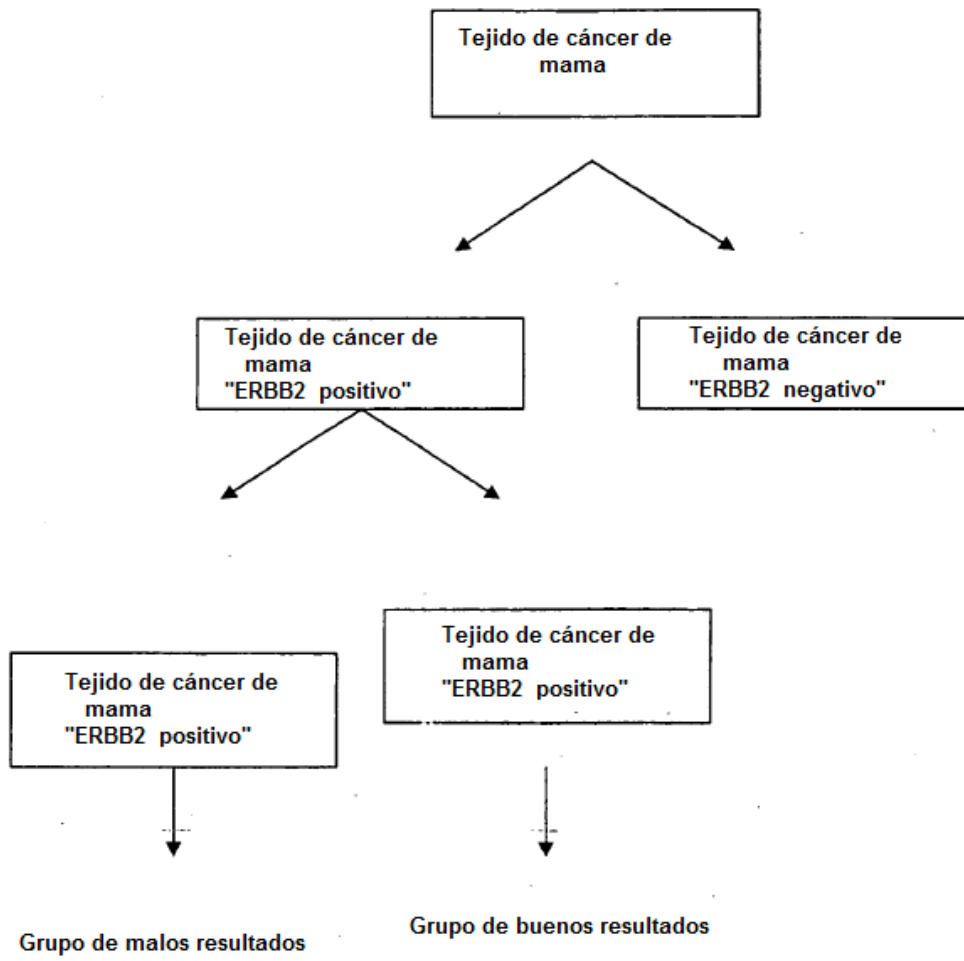 Tejido de cáncer de
mama
Tejido de cáncer de
mama
"ERBB2 positivo"
Tejido de cáncer de
mama
"ERBB2 negativo"
Tejido de cáncer de
mama
"ERBB2 positivo"
Tejido de cáncer de
mama
"ERBB2 positivo"
Grupo de malos resultados
Grupo de buenos resultados